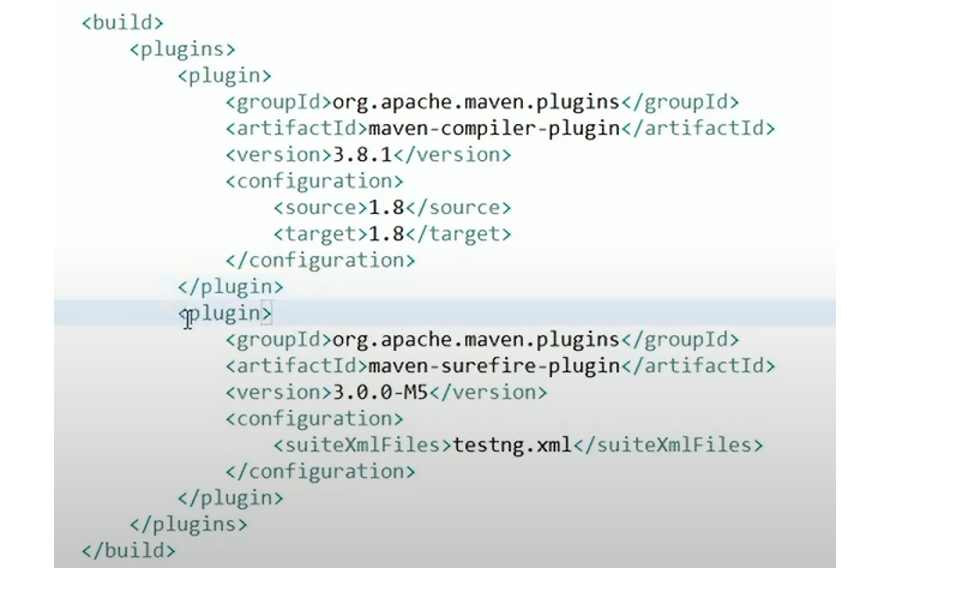 <build>
<plugins>
<plugin>
<groupId>org.apache.maven.plugins</groupId>
<artifactId>maven-compiler-plugin</artifactId>
<version>3.8.1</version>
<configuration>
<source>1.8</source>
<target>1.8</target>
</configuration>
</plugin>
<plugin>
<groupId>org.apache.maven.plugins</groupId>
<artifactId>maven-surefire-plugin</artifactId>
<version>3.0.0-M5</version>
<configuration>
<suiteXmlFiles>testng.xml</suiteXmlFiles>
</configuration>
</plugin>
</plugins>
</build>